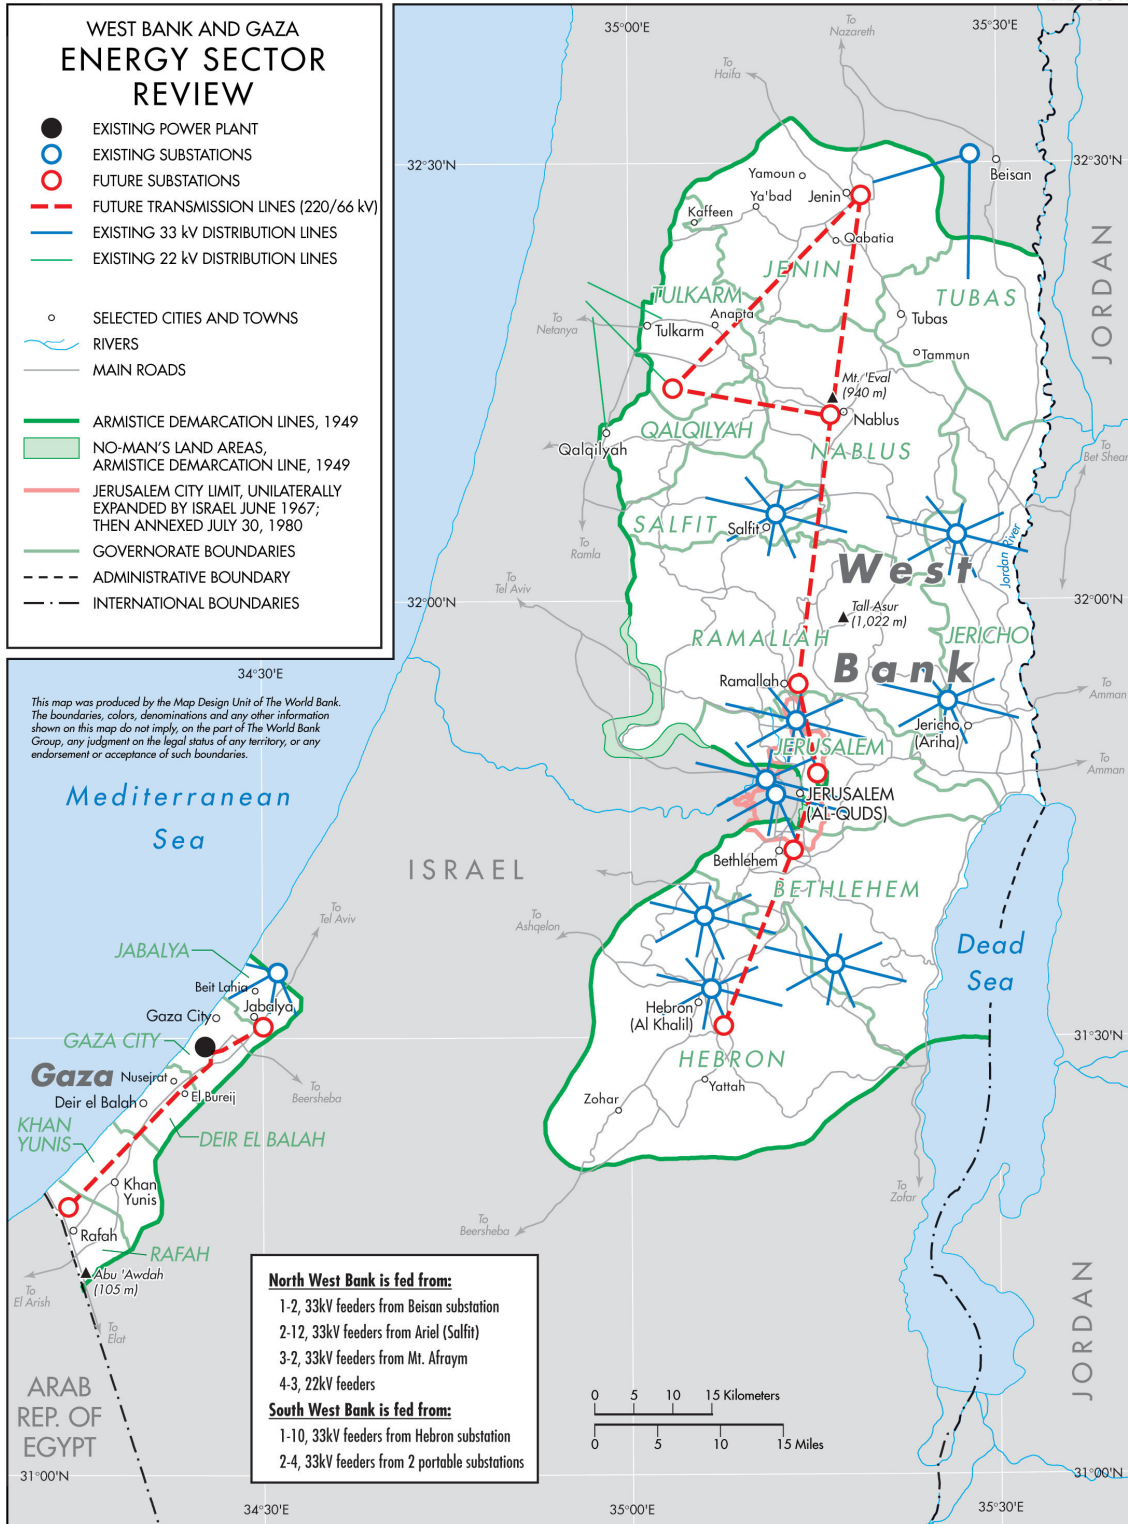 WEST BANK AND GAZA
ENERGY SECTOR
REVIEW
EXISTING POWER PLANT
EXISTING SUBSTATIONS
FUTURE SUBSTATIONS
FUTURE TRANSMISSION LINES (220/66 kV)
EXISTING 33 kV DISTRIBUTION LINES
EXISTING 22 kV DISTRIBUTION LINES
SELECTED CITIES AND TOWNS
RIVERS
MAIN ROADS
ARMISTICE DEMARCATION LINES, 1949
NO-MAN'S LAND AREAS,
ARMISTICE DEMARCATION LINE, 1949
JERUSALEM CITY LIMIT, UNILATERALLY
EXPANDED BY ISRAEL JUNE 1967;
THEN ANNEXED JULY 30, 1980
GOVERNORATE BOUNDARIES
ADMINISTRATIVE BOUNDARY
INTERNATIONAL BOUNDARIES
This map was produced by the Map Design Unit of The World Bank.
The boundaries, colors, denominations and any other information
shown on this map do not imply, on the part of The World Bank
Group, any judgment on the legal status of any territory, or any
endorsement or acceptance of such boundaries.
35°00'E
35°30'E
To
Nazareth
To
Haifa
32°30'N
32°30'N
Beisan
Yamoun
Ya'bad
Jenin
Kaffeen
Qabatia
JENIN
TULKARM
TUBAS
JORDAN
Anapta
Tulkarm
To
Netanya
Tubas
Tammun
Mt. 'Eval
(940 m)
Nablus
QALQILYAH
NABLUS
Qalqilyah
To
Bet Shean
SALFIT
Salfit
To
Ramla
Jordan River
West
Bank
To
Tel Aviv
32°00'N
32°00'N
Tall Asur
(1,022 m)
RAMALLAH
JERICHO
Ramallah
To
Amman
Jericho
(Ariha)
JERUSALEM
To
Amman
JERUSALEM
(AL-QUDS)
Bethlehem
BETHLEHEM
ISRAEL
To
Ashqelon
Dead
Sea
Hebron
(Al Khalil)
HEBRON
31°30'N
Yattah
Zohar
To
Zofar
To
Beersheba
34°30'E
Mediterranean
Sea
To
Tel Aviv
JABALYA
Beit Lahia
Jabalya
Gaza City
GAZA CITY
Gaza
Nusejrat
El Bureij
Deir el Balah
To
Beersheba
KHAN
YUNIS
DEIR EL BALAH
Khan
Yunis
Rafah
RAFAH
Abu 'Awdah
(105 m)
To
El Arish
To
Elat
ARAB
REP. OF
EGYPT
JORDAN
North West Bank is fed from:
1-2, 33kV feeders from Beisan substation
2-12, 33kV feeders from Ariel (Salfit)
3-2, 33kV feeders from Mt. Afraym
4-3, 22kV feeders
South West Bank is fed from:
1-10, 33kV feeders from Hebron substation
2-4, 33kV feeders from 2 portable substations
0 5 10 15 Kilometers
0 5 10 15 Miles
31°00'N
31°00'N
34°30'E
35°00'E
35°30'E